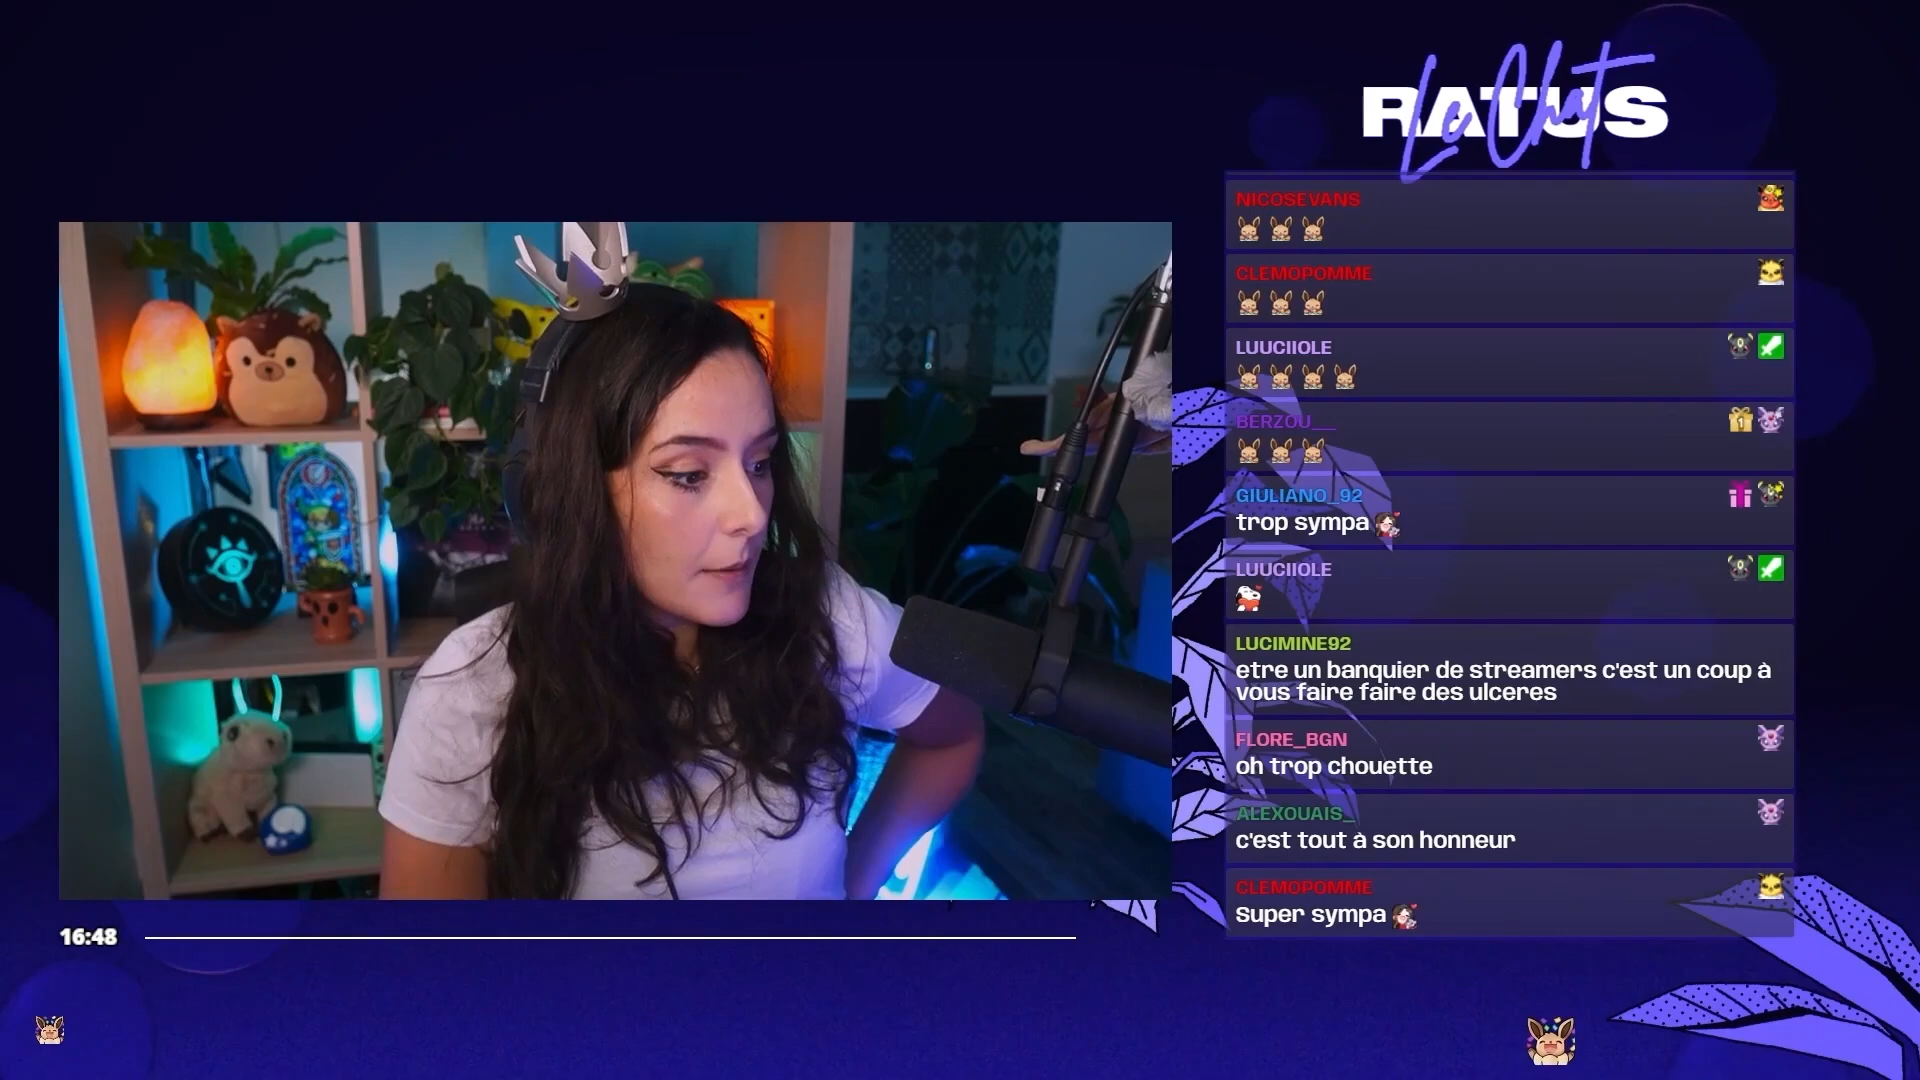 RATUS
Le Chat
NICOSEVANS
CLEMOPOMME
LUUCIIOLE
BERZOU__
GIULIANO_92
trop sympa
LUUCIIOLE
LUCIMINE92
etre un banquier de streamers c'est un coup à
vous faire faire des ulceres
FLORE_BGN
oh trop chouette
ALEXOUAIS_
c'est tout à son honneur
CLEMOPOMME
Super sympa
16:48